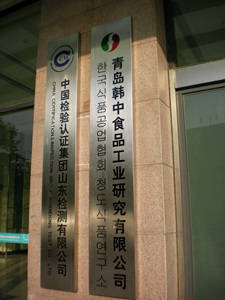 中国检验认证集团山东检测有限公司
青岛韩中食品工业研究有限公司
한국식품공업협회 청도식품연구소